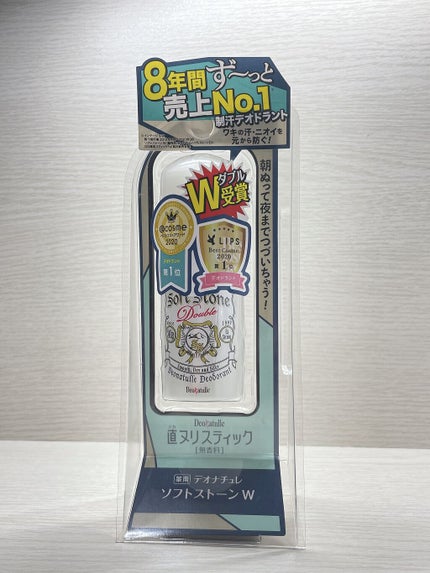 8年間ず〜っと
売上No.1
制汗デオドラント
ワキの汗・ニオイを
元から防ぐ!
朝ぬって夜までつづいちゃう!
ダブル
W受賞
@cosme
2020
第1位
LIPS
2020
第1位
デオドラント
Soft Stone
Double
Deonatulle Deodorant
Deonatulle
Deonatulle
直ヌリスティック
[無香料]
薬用 デオナチュレ
ソフトストーンW